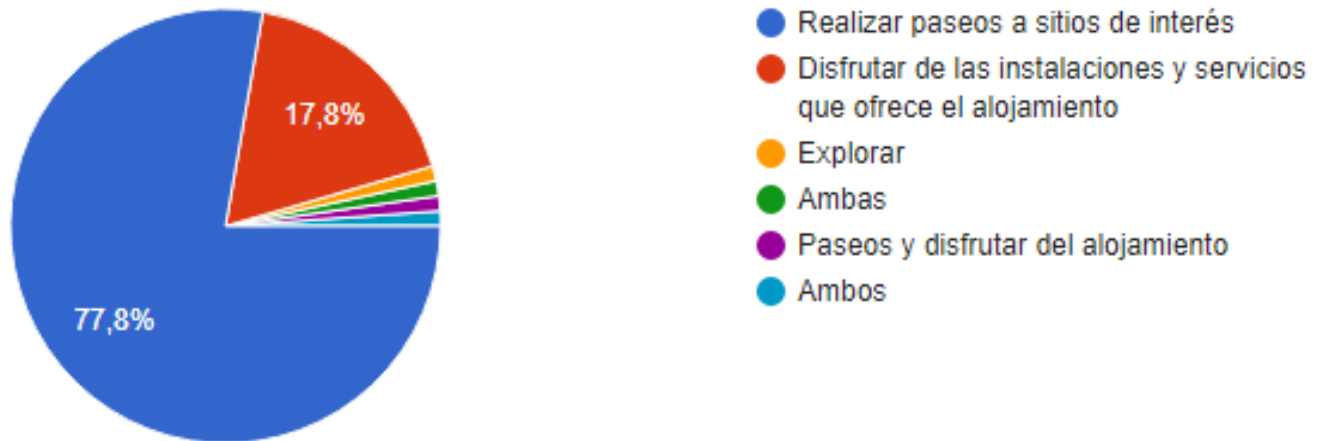 Realizar paseos a sitios de interés
Disfrutar de las instalaciones y servicios
que ofrece el alojamiento
Explorar
Ambas
Paseos y disfrutar del alojamiento
Ambos
17,8%
77,8%